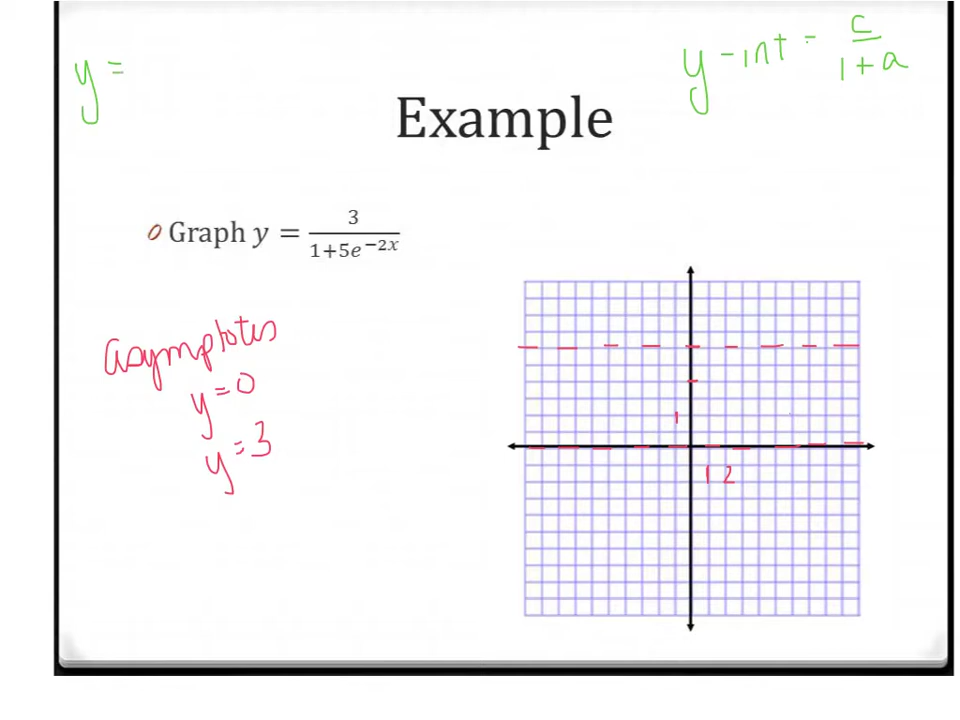 y =
y-int = c/(1+a)
Example
Graph y = 3/(1+5e^(-2x))
Asymptotes
y=0
y=3
1
1 2